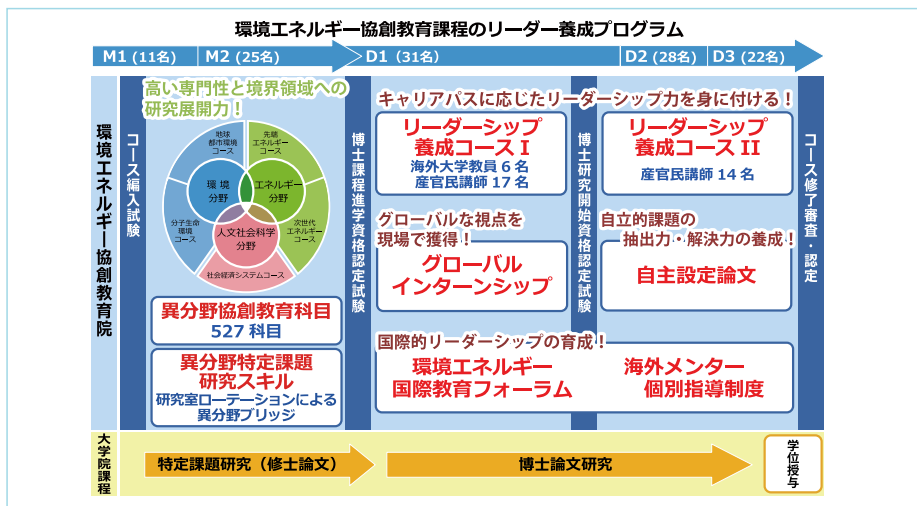 環境エネルギー協創教育課程のリーダー養成プログラム
M1 (11名)
M2 (25名)
D1 (31名)
D2 (28名)
D3 (22名)
環境エネルギー協創教育院
コース編入試験
高い専門性と境界領域への
研究展開力！
地球
都市環境
コース
先端
エネルギー
コース
環境
分野
エネルギー
分野
分子生命
環境
コース
人文社会科学
分野
次世代
エネルギー
コース
社会経済システムコース
異分野協創教育科目
527 科目
異分野特定課題
研究スキル
研究室ローテーションによる
異分野ブリッジ
博士課程進学資格認定試験
キャリアパスに応じたリーダーシップ力を身に付ける！
リーダーシップ
養成コース I
海外大学教員 6 名
産官民講師 17 名
グローバルな視点を
現場で獲得！
グローバル
インターンシップ
博士研究開始資格認定試験
リーダーシップ
養成コース II
産官民講師 14 名
自立的課題の
抽出力・解決力の養成！
自主設定論文
国際的リーダーシップの育成！
環境エネルギー
国際教育フォーラム
海外メンター
個別指導制度
コース修了審査・認定
大学院課程
特定課題研究（修士論文）
博士論文研究
学位授与